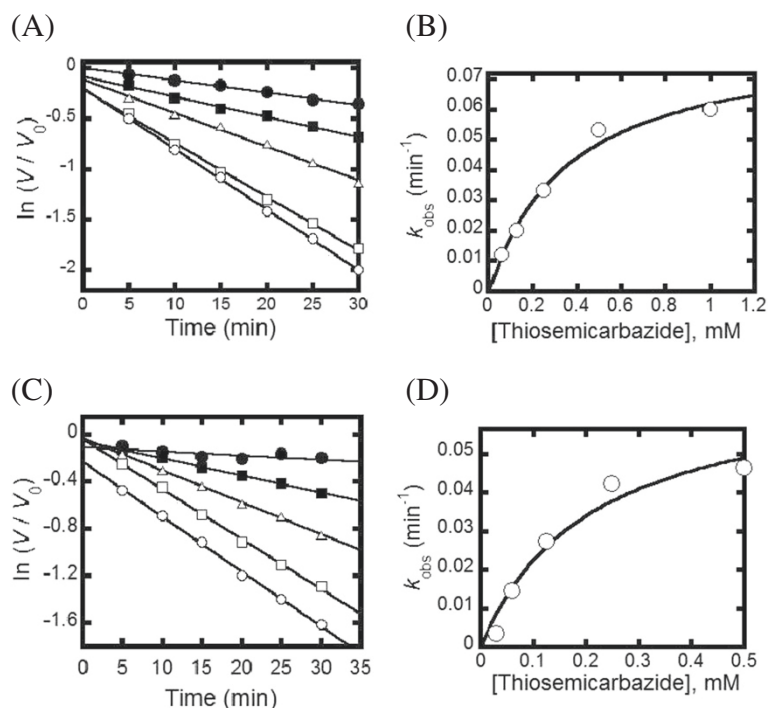 (A)
ln (V / V0)
0
-0.5
-1
-1.5
-2
0 5 10 15 20 25 30
Time (min)
(B)
kobs (min-1)
0.07
0.06
0.05
0.04
0.03
0.02
0.01
0
0 0.2 0.4 0.6 0.8 1 1.2
[Thiosemicarbazide], mM
(C)
ln (V / V0)
0
-0.4
-0.8
-1.2
-1.6
0 5 10 15 20 25 30 35
Time (min)
(D)
kobs (min-1)
0.05
0.04
0.03
0.02
0.01
0
0 0.1 0.2 0.3 0.4 0.5
[Thiosemicarbazide], mM